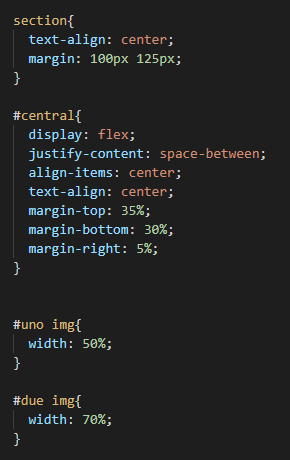 section{
  text-align: center;
  margin: 100px 125px;
}

#central{
  display: flex;
  justify-content: space-between;
  align-items: center;
  text-align: center;
  margin-top: 35%;
  margin-bottom: 30%;
  margin-right: 5%;
}

#uno img{
  width: 50%;
}

#due img{
  width: 70%;
}